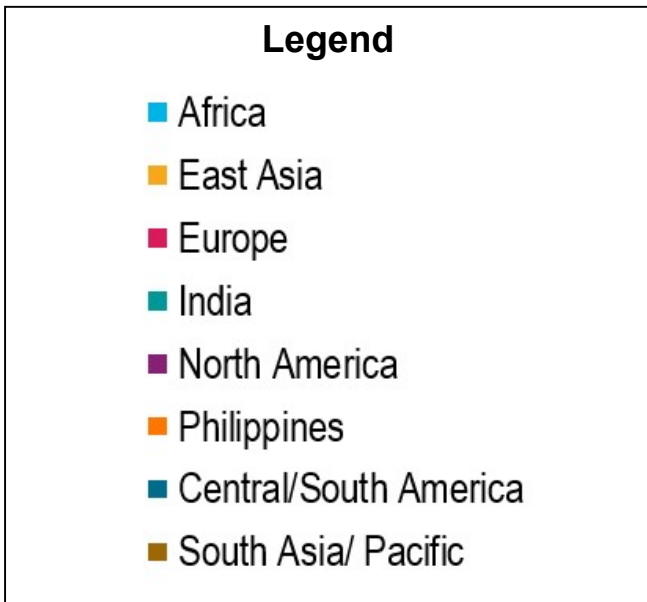 Legend
Africa
East Asia
Europe
India
North America
Philippines
Central/South America
South Asia/ Pacific